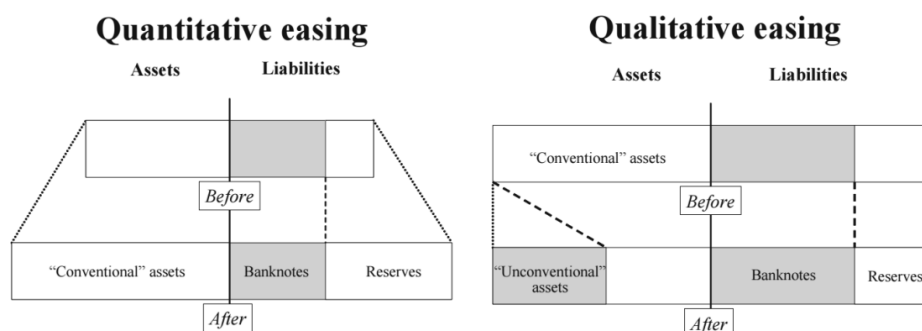 Quantitative easing
Assets
Liabilities
Before
“Conventional” assets
Banknotes
Reserves
After
Qualitative easing
Assets
Liabilities
“Conventional” assets
Before
“Unconventional”
assets
Banknotes
Reserves
After